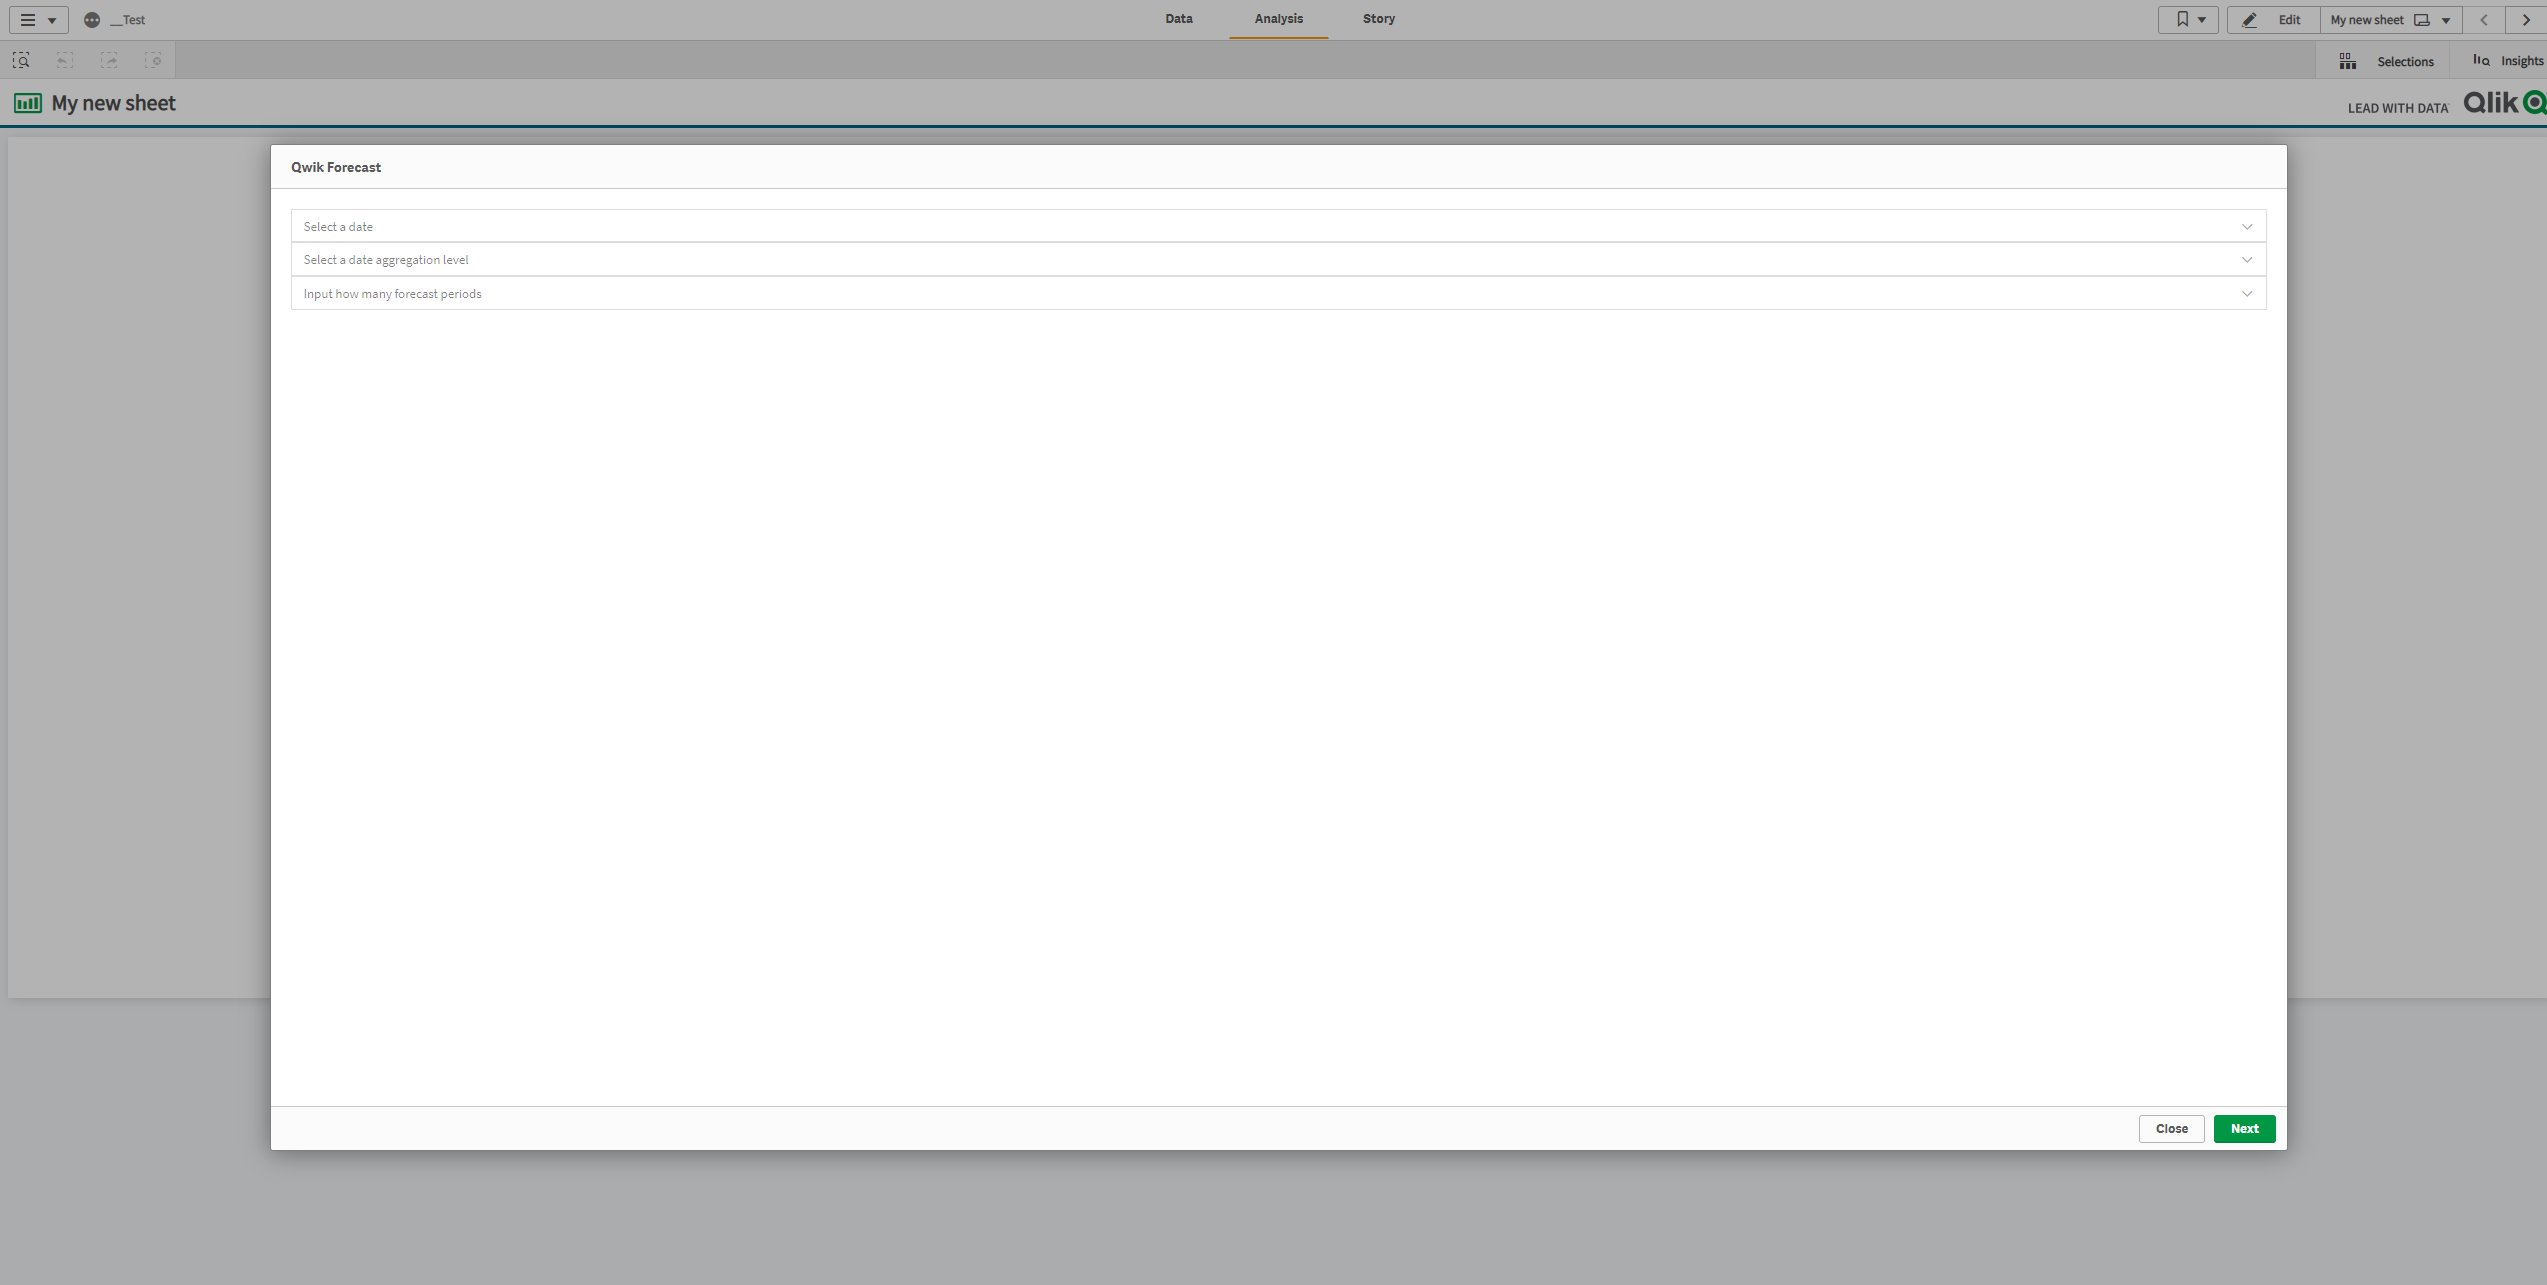 __Test
Data
Analysis
Story
Edit
My new sheet
Selections
Insights
My new sheet
LEAD WITH DATA
Qlik
Qwik Forecast
Select a date
Select a date aggregation level
Input how many forecast periods
Close
Next